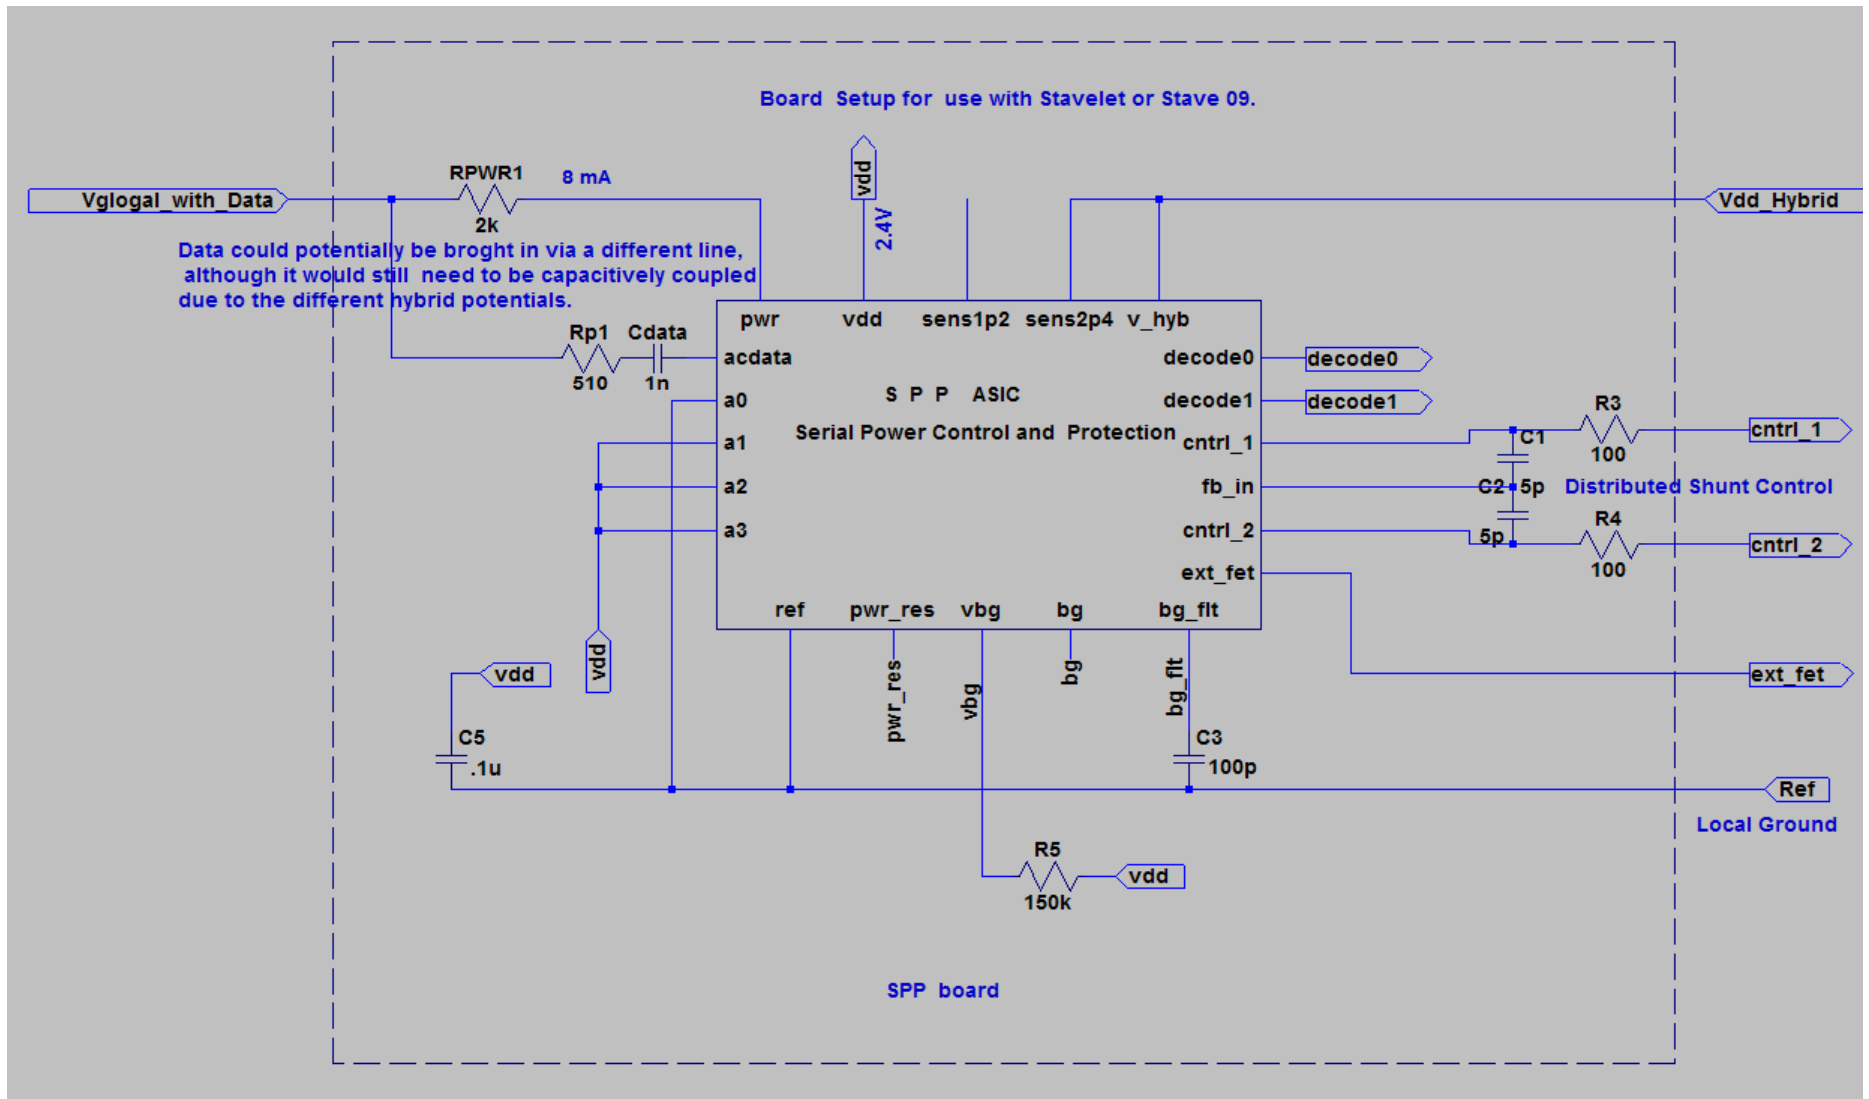 Board Setup for use with Stavelet or Stave 09.
RPWR1
8 mA
vdd
Vglogal_with_Data
Vdd_Hybrid
2k
2.4V
Data could potentially be broght in via a different line,
although it would still need to be capacitively coupled
due to the different hybrid potentials.
pwr vdd sens1p2 sens2p4 v_hyb
Rp1 Cdata
acdata
decode0
decode0
510 1n
S P P ASIC
a0
decode1
decode1
R3
Serial Power Control and Protection
cntrl_1
C1
cntrl_1
a1
100
a2
fb_in
C2 5p
Distributed Shunt Control
R4
a3
cntrl_2
5p
cntrl_2
ext_fet
100
ref pwr_res vbg bg bg_flt
vdd
vdd
pwr_res
vbg
bg
bg_flt
ext_fet
C5
.1u
C3
100p
Ref
Local Ground
R5
vdd
150k
SPP board